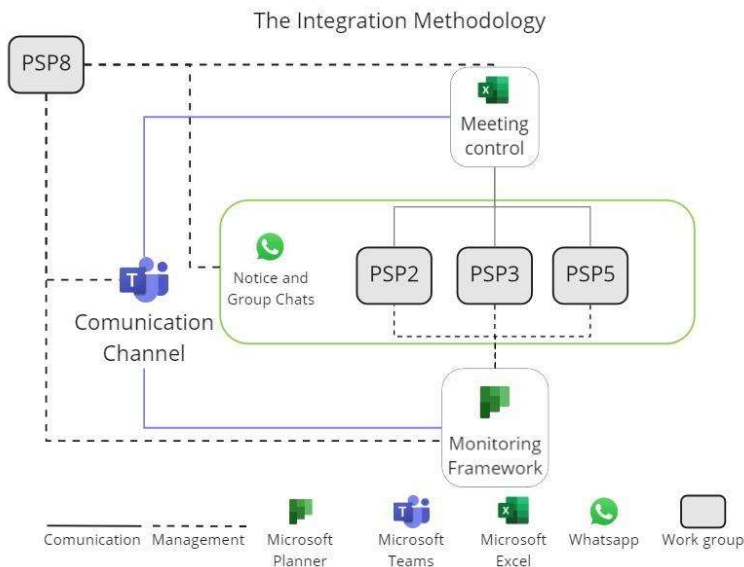 The Integration Methodology
PSP8
Meeting
control
Notice and
Group Chats
PSP2
PSP3
PSP5
Comunication
Channel
Monitoring
Framework
Comunication
Management
Microsoft
Planner
Microsoft
Teams
Microsoft
Excel
Whatsapp
Work group